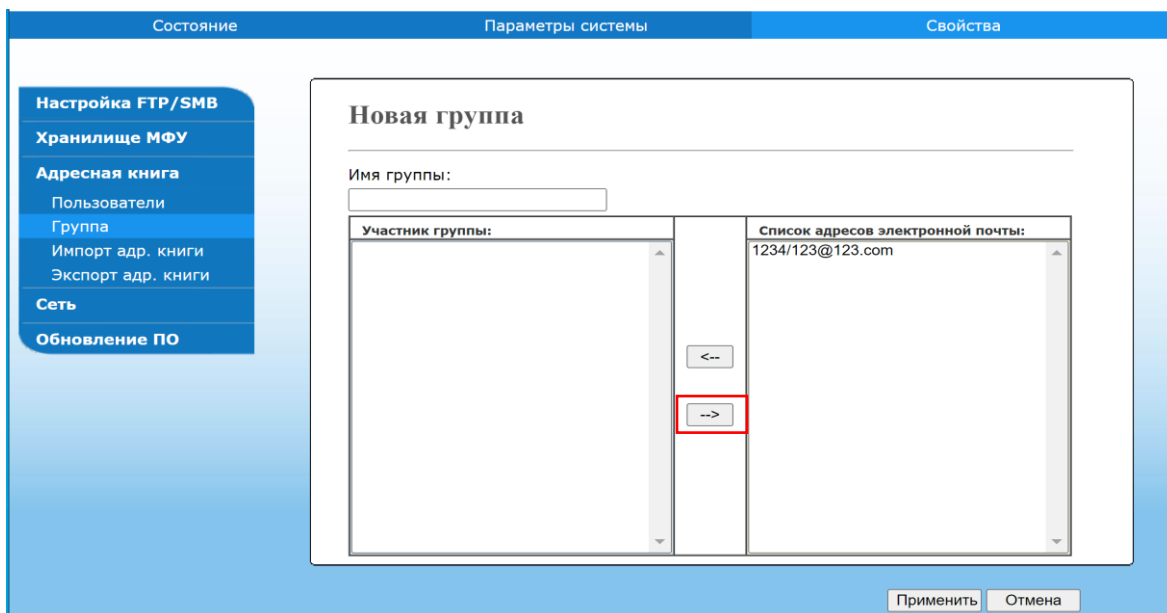 Состояние Параметры системы Свойства
Настройка FTP/SMB
Хранилище МФУ
Адресная книга
Пользователи
Группа
Импорт адр. книги
Экспорт адр. книги
Сеть
Обновление ПО
Новая группа
Имя группы:
Участник группы: Список адресов электронной почты:
1234/123@123.com
<--
-->
Применить Отмена